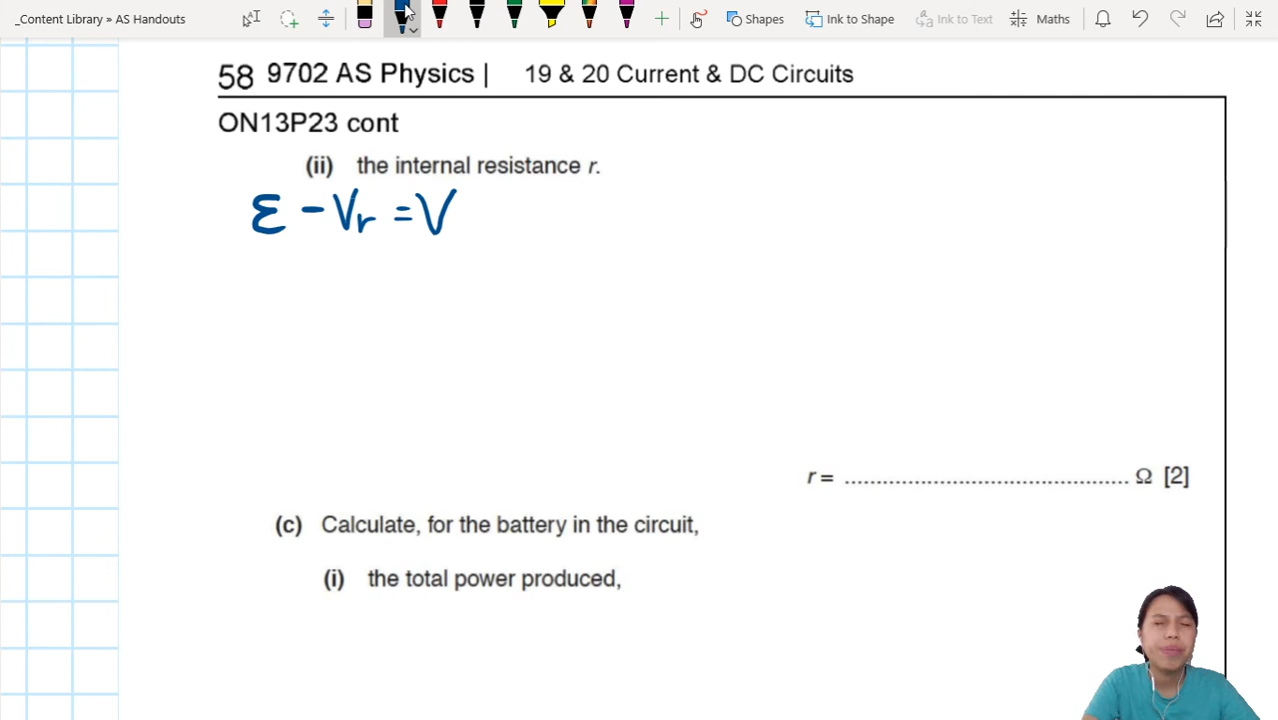 _Content Library » AS Handouts
Shapes
Ink to Shape
Ink to Text
Maths
58 9702 AS Physics | 19 & 20 Current & DC Circuits
ON13P23 cont
(ii) the internal resistance r.
ε - Vr = V
r = ............................................... Ω [2]
(c) Calculate, for the battery in the circuit,
(i) the total power produced,